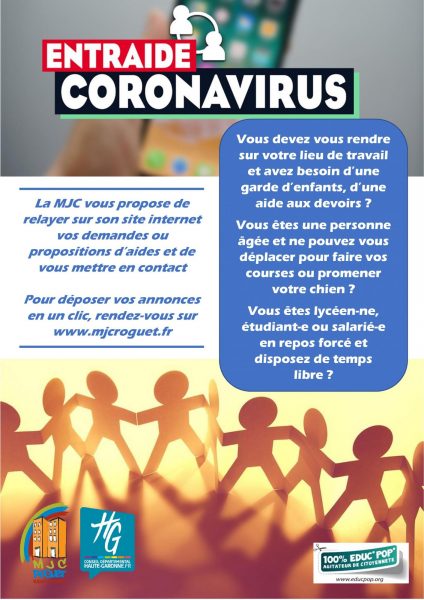 ENTRAIDE
CORONAVIRUS
La MJC vous propose de
relayer sur son site internet
vos demandes ou
propositions d'aides et de
vous mettre en contact
Pour déposer vos annonces
en un clic, rendez-vous sur
www.mjcroguet.fr
Vous devez vous rendre
sur votre lieu de travail
et avez besoin d'une
garde d'enfants, d'une
aide aux devoirs ?
Vous êtes une personne
âgée et ne pouvez vous
déplacer pour faire vos
courses ou promener
votre chien ?
Vous êtes lycéen-ne,
étudiant-e ou salarié-e
en repos forcé et
disposez de temps
libre ?
MJC
ROGUET
HG
CONSEIL DÉPARTEMENTAL
HAUTE-GARONNE.FR
100% EDUC'POP'
AGITATEUR DE CITOYENNETÉ
www.educpop.org